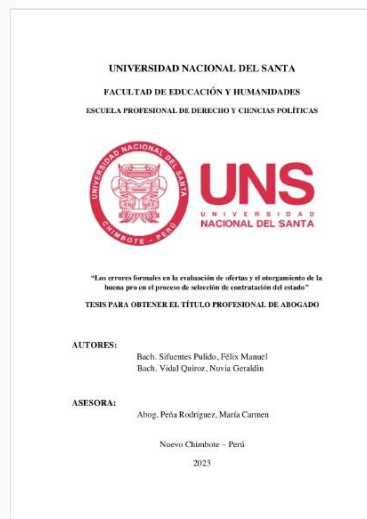 UNIVERSIDAD NACIONAL DEL SANTA
FACULTAD DE EDUCACIÓN Y HUMANIDADES
ESCUELA PROFESIONAL DE DERECHO Y CIENCIAS POLÍTICAS
UNIVERSIDAD NACIONAL DEL SANTA
CHIMBOTE - PERÚ
UNS
UNIVERSIDAD
NACIONAL DEL SANTA
“Los errores formales en la evaluación de ofertas y el otorgamiento de la
buena pro en el proceso de selección de contratación del estado”
TESIS PARA OBTENER EL TÍTULO PROFESIONAL DE ABOGADO
AUTORES:
Bach. Sifuentes Pulido, Félix Manuel
Bach. Vidal Quiroz, Nuvia Geraldin
ASESORA:
Abog. Peña Rodríguez, María Carmen
Nuevo Chimbote – Perú
2023